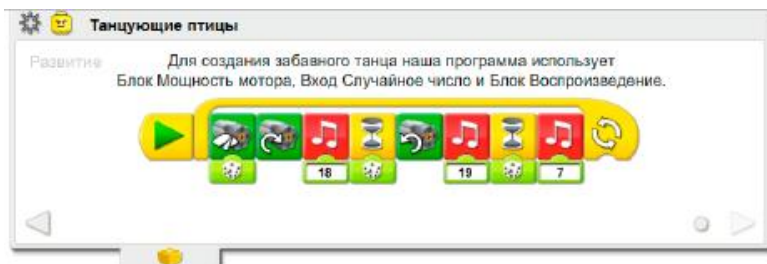 Танцующие птицы
Развитие
Для создания забавного танца наша программа использует
Блок Мощность мотора, Вход Случайное число и Блок Воспроизведение.
18
19
7